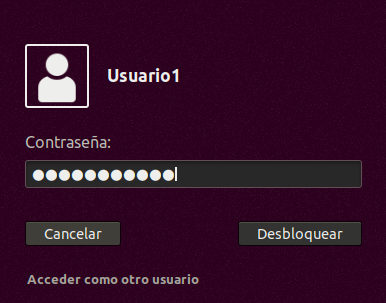 Usuario1
Contraseña:
●●●●●●●●●●●
Cancelar
Desbloquear
Acceder como otro usuario